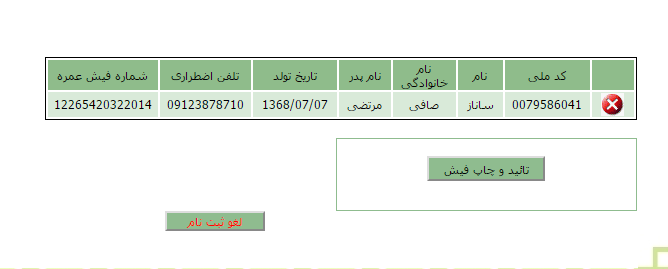 کد ملی نام نام خانوادگی نام پدر تاریخ تولد تلفن اضطراری شماره فیش عمره
0079586041 ساناز صافی مرتضی 1368/07/07 09123878710 12265420322014
تائید و چاپ فیش
لغو ثبت نام